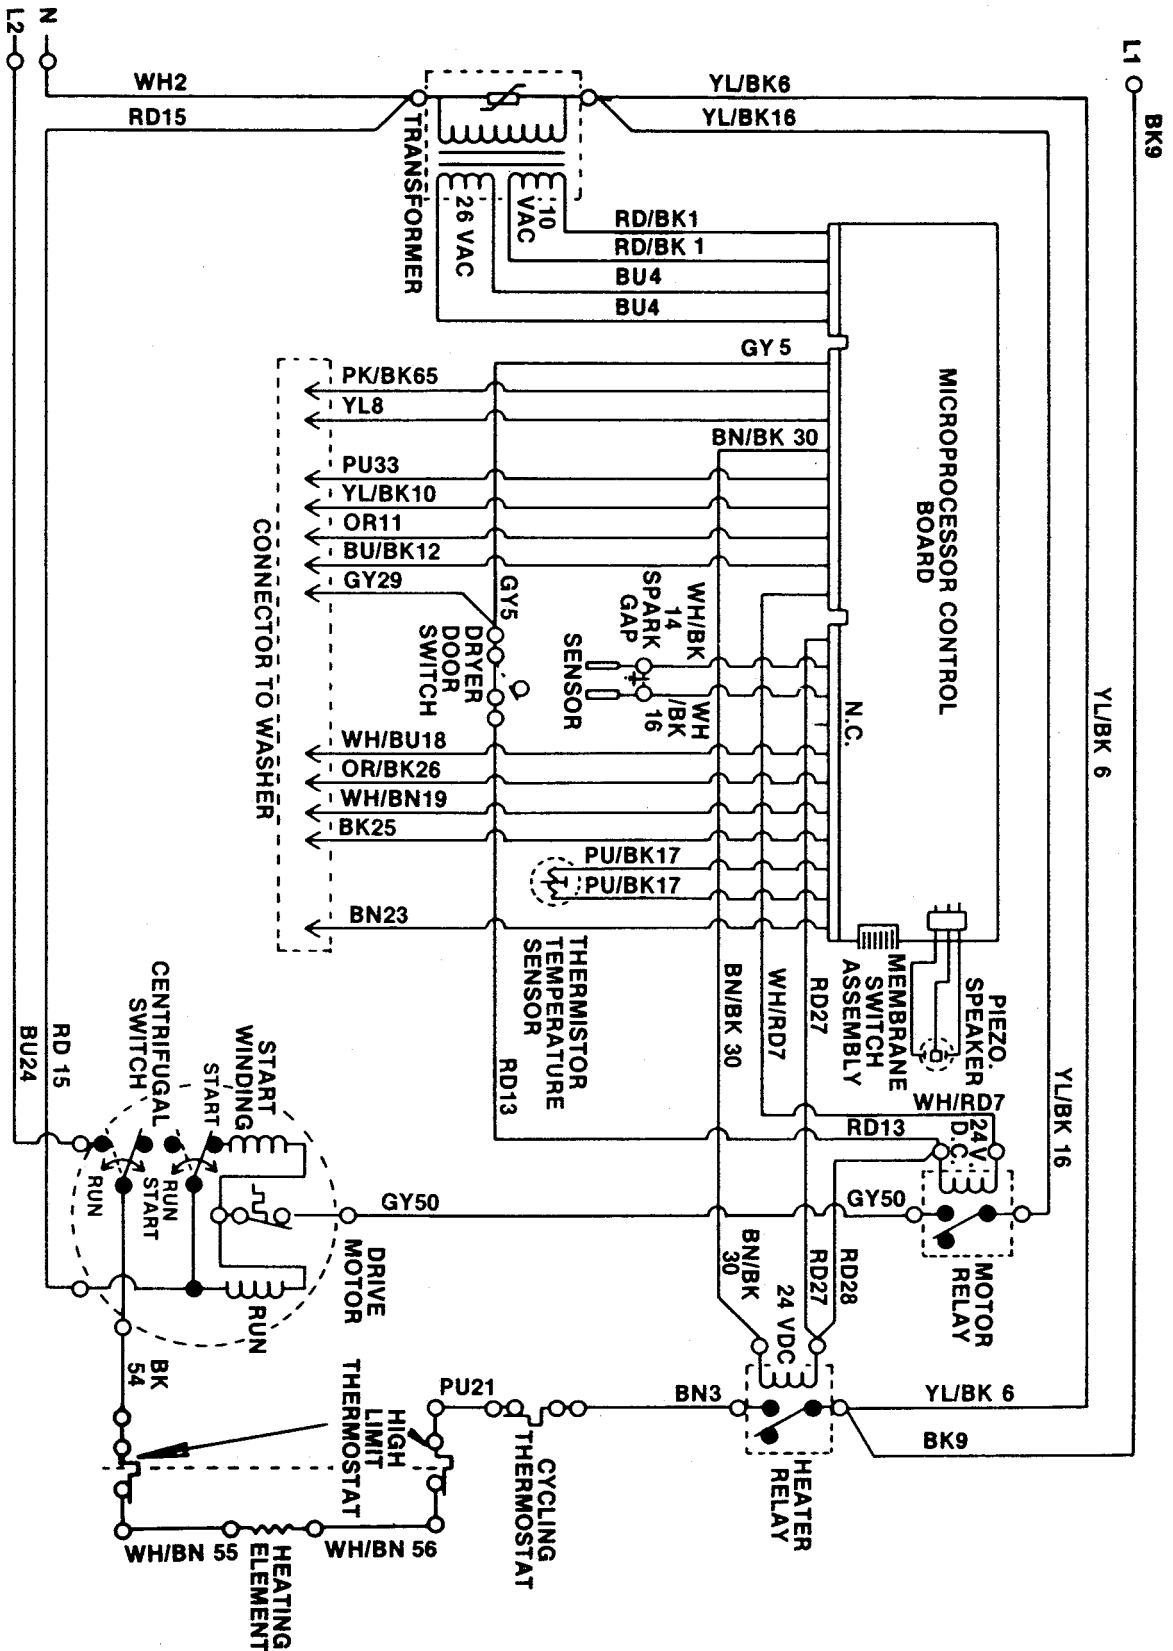 L1
BK9
N
L2
WH2
RD15
TRANSFORMER
10
VAC
26 VAC
YL/BK6
YL/BK16
RD/BK1
RD/BK 1
BU4
BU4
GY 5
PK/BK65
YL8
BN/BK 30
PU33
YL/BK10
OR11
BU/BK12
GY29
MICROPROCESSOR CONTROL
BOARD
YL/BK 6
CONNECTOR TO WASHER
GY5
DRYER
DOOR
SWITCH
WH/BK
14
SPARK
GAP
SENSOR
WH
/BK
16
N.C.
WH/BU18
OR/BK26
WH/BN19
BK25
PU/BK17
PU/BK17
BN23
THERMISTOR
TEMPERATURE
SENSOR
BN/BK 30
WH/RD7
RD27
MEMBRANE
SWITCH
ASSEMBLY
PIEZO.
SPEAKER
YL/BK 16
RD 15
BU24
CENTRIFUGAL
SWITCH
START
WINDING
START
RUN
RUN
START
RUN
DRIVE
MOTOR
GY50
RD13
WH/RD7
RD13
24 V.
D.C.
GY50
MOTOR
RELAY
BN/BK
30
RD27
RD28
24 VDC
YL/BK 6
BK9
HEATER
RELAY
BN3
PU21
CYCLING
THERMOSTAT
HIGH
LIMIT
THERMOSTAT
BK
54
WH/BN 55
WH/BN 56
HEATING
ELEMENT